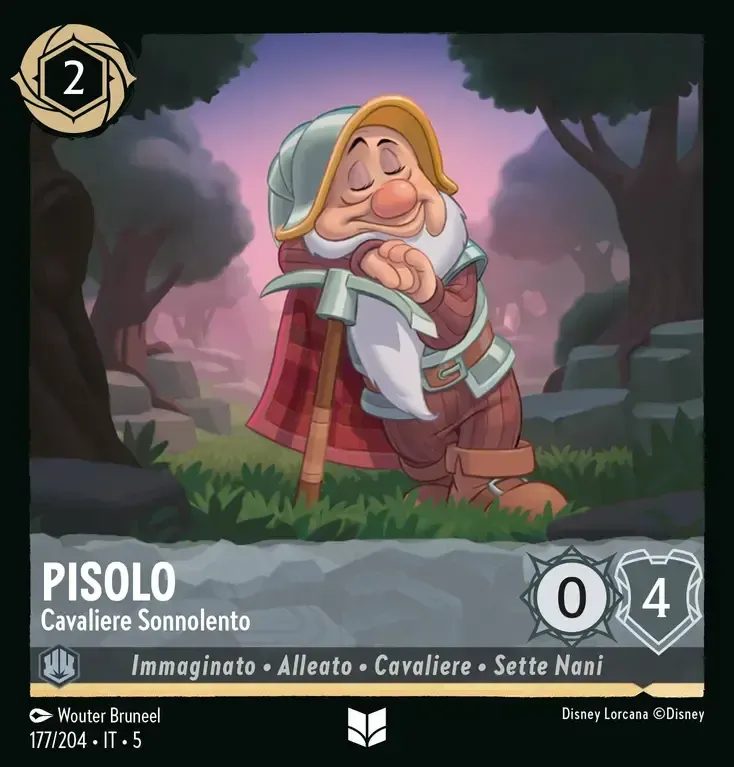 2
PISOLO
Cavaliere Sonnolento
0
4
Immaginato • Alleato • Cavaliere • Sette Nani
Wouter Bruneel
Disney Lorcana ©Disney
177/204 • IT • 5